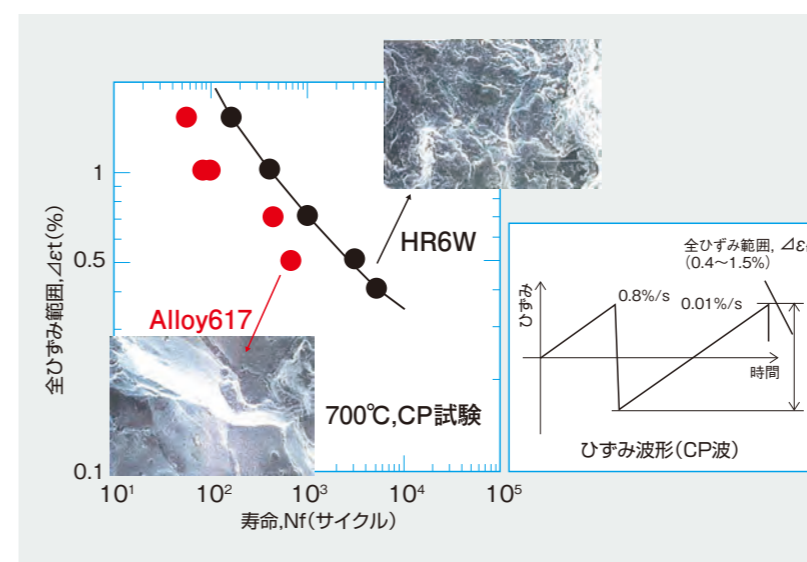 全ひずみ範囲,⊿εt(%)
1
0.5
0.1
10¹
10²
10³
10⁴
10⁵
寿命,Nf(サイクル)
HR6W
Alloy617
700℃,CP試験
全ひずみ範囲, ⊿ε
(0.4〜1.5%)
ひずみ
0.8%/s
0.01%/s
時間
ひずみ波形(CP波)